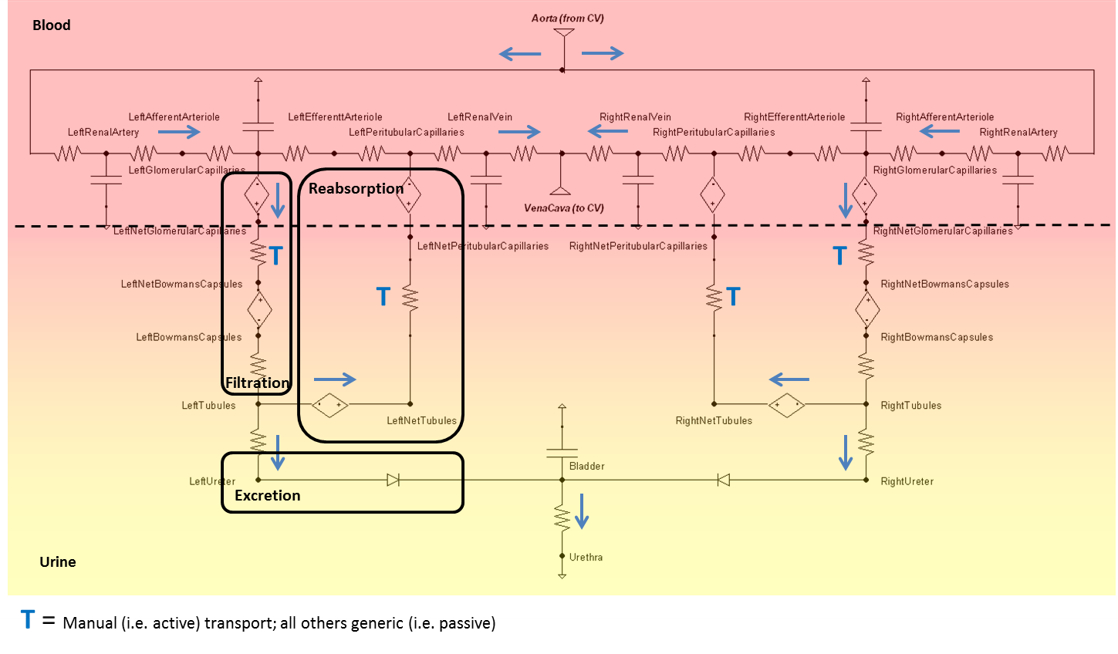 Blood
Aorta (from CV)
LeftAfferentArteriole
LeftEfferenttArteriole
LeftRenalVein
RightRenalVein
RightEfferenttArteriole
RightAfferentArteriole
LeftRenalArtery
LeftPeritubularCapillaries
RightPeritubularCapillaries
RightRenalArtery
LeftGlomerularCapillaries
RightGlomerularCapillaries
Reabsorption
VenaCava (to CV)
LeftNetGlomerularCapillaries
RightNetGlomerularCapillaries
LeftNetPeritubularCapillaries
RightNetPeritubularCapillaries
T
T
LeftNetBowmansCapsules
RightNetBowmansCapsules
T
T
LeftBowmansCapsules
RightBowmansCapsules
Filtration
LeftTubules
RightTubules
LeftNetTubules
RightNetTubules
Bladder
LeftUreter
RightUreter
Excretion
Urethra
Urine
T = Manual (i.e. active) transport; all others generic (i.e. passive)